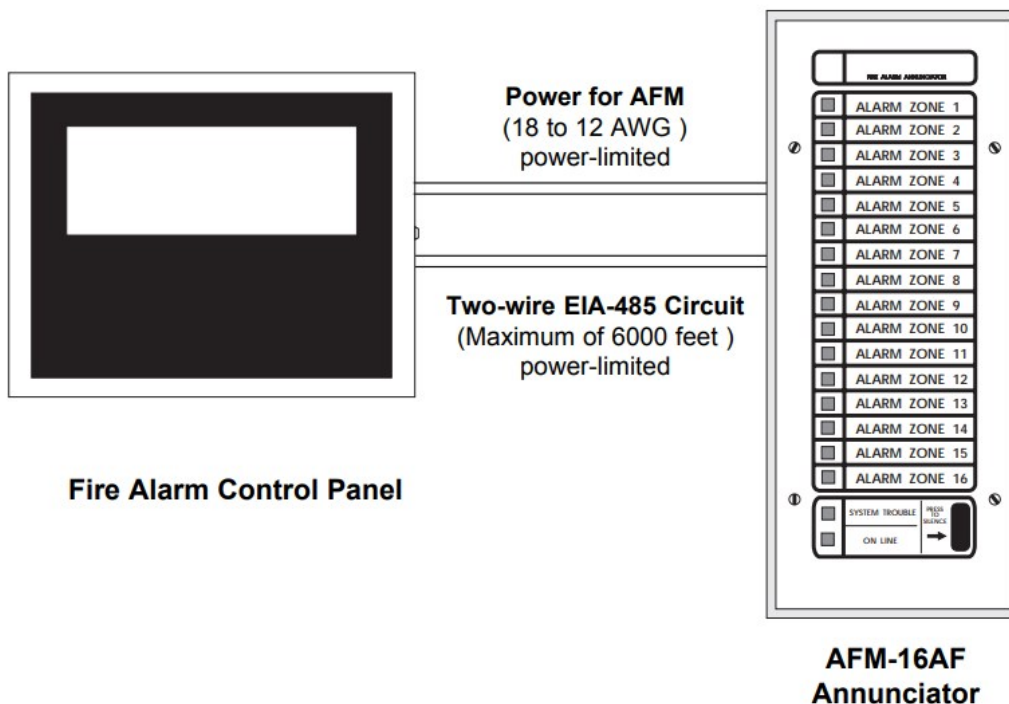 Power for AFM
(18 to 12 AWG )
power-limited
Two-wire EIA-485 Circuit
(Maximum of 6000 feet )
power-limited
Fire Alarm Control Panel
FIRE ALARM ANNUNCIATOR
ALARM ZONE 1
ALARM ZONE 2
ALARM ZONE 3
ALARM ZONE 4
ALARM ZONE 5
ALARM ZONE 6
ALARM ZONE 7
ALARM ZONE 8
ALARM ZONE 9
ALARM ZONE 10
ALARM ZONE 11
ALARM ZONE 12
ALARM ZONE 13
ALARM ZONE 14
ALARM ZONE 15
ALARM ZONE 16
SYSTEM TROUBLE
ON LINE
PRESS
TO
SILENCE
AFM-16AF
Annunciator